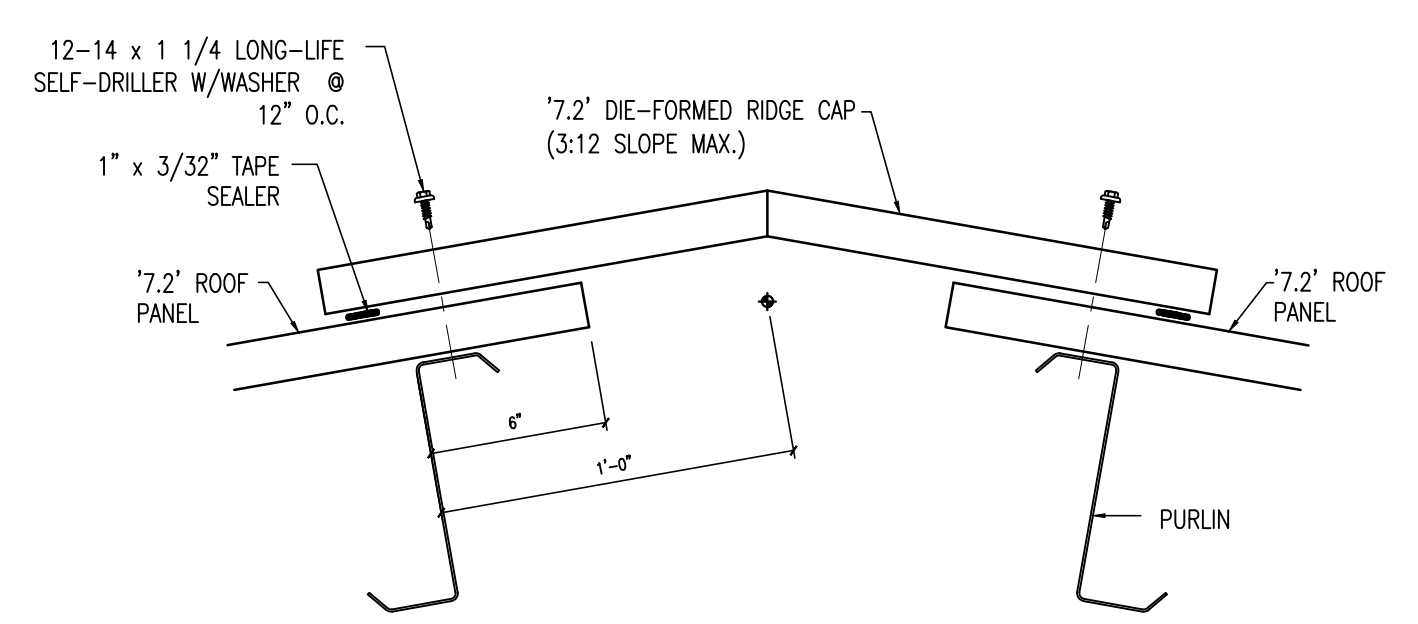 12-14 x 1 1/4 LONG-LIFE
SELF-DRILLER W/WASHER @
12" O.C.
'7.2' DIE-FORMED RIDGE CAP
(3:12 SLOPE MAX.)
1" x 3/32" TAPE
SEALER
'7.2' ROOF
PANEL
'7.2' ROOF
PANEL
6"
1'-0"
PURLIN